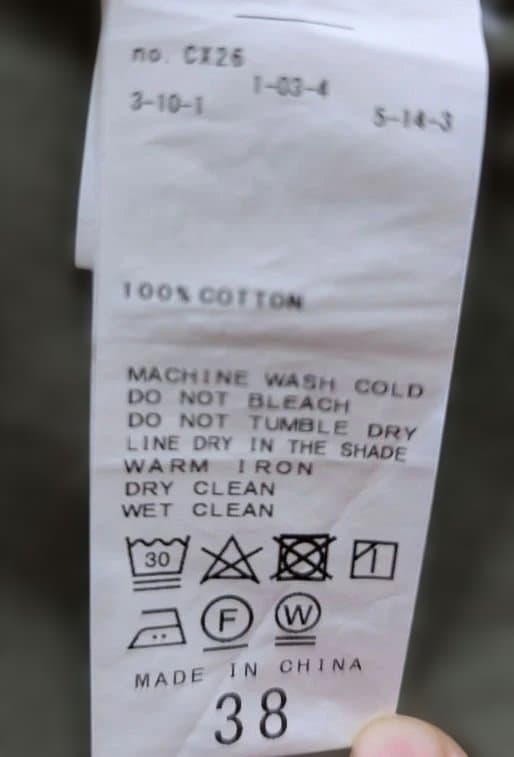 no. CX26
1-03-4
3-10-1
5-14-3
100% COTTON
MACHINE WASH COLD
DO NOT BLEACH
DO NOT TUMBLE DRY
LINE DRY IN THE SHADE
WARM IRON
DRY CLEAN
WET CLEAN
30
F W
MADE IN CHINA
38